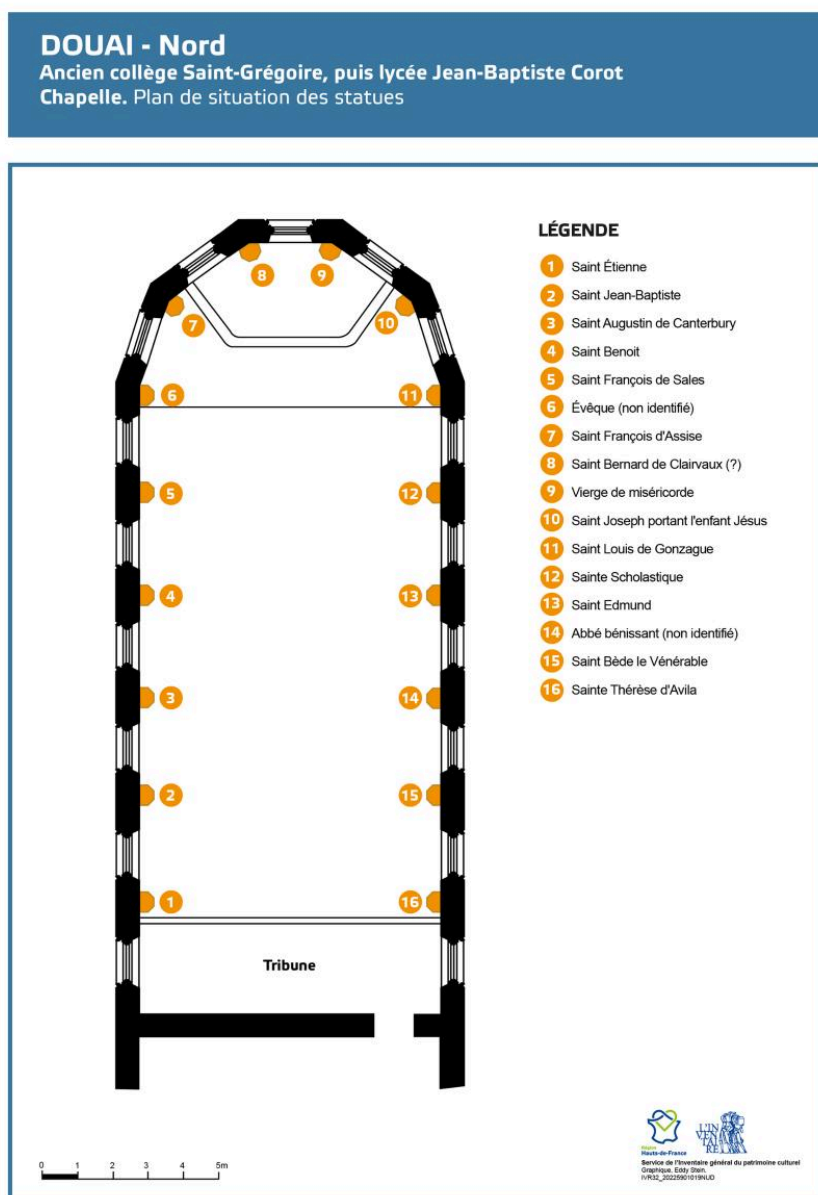 DOUAI - Nord
Ancien collège Saint-Grégoire, puis lycée Jean-Baptiste Corot
Chapelle. Plan de situation des statues
LÉGENDE
1 Saint Étienne
2 Saint Jean-Baptiste
3 Saint Augustin de Canterbury
4 Saint Benoit
5 Saint François de Sales
6 Évêque (non identifié)
7 Saint François d'Assise
8 Saint Bernard de Clairvaux (?)
9 Vierge de miséricorde
10 Saint Joseph portant l'enfant Jésus
11 Saint Louis de Gonzague
12 Sainte Scholastique
13 Saint Edmund
14 Abbé bénissant (non identifié)
15 Saint Bède le Vénérable
16 Sainte Thérèse d'Avila
8 9
7 10
6 11
5 12
4 13
3 14
2 15
1 16
Tribune
0 1 2 3 4 5m
Région
Hauts-de-France
L'IN
VEN
TAI
RE
Service de l'Inventaire général du patrimoine culturel
Graphique. Eddy Stein.
IVR32_20225901019NUD